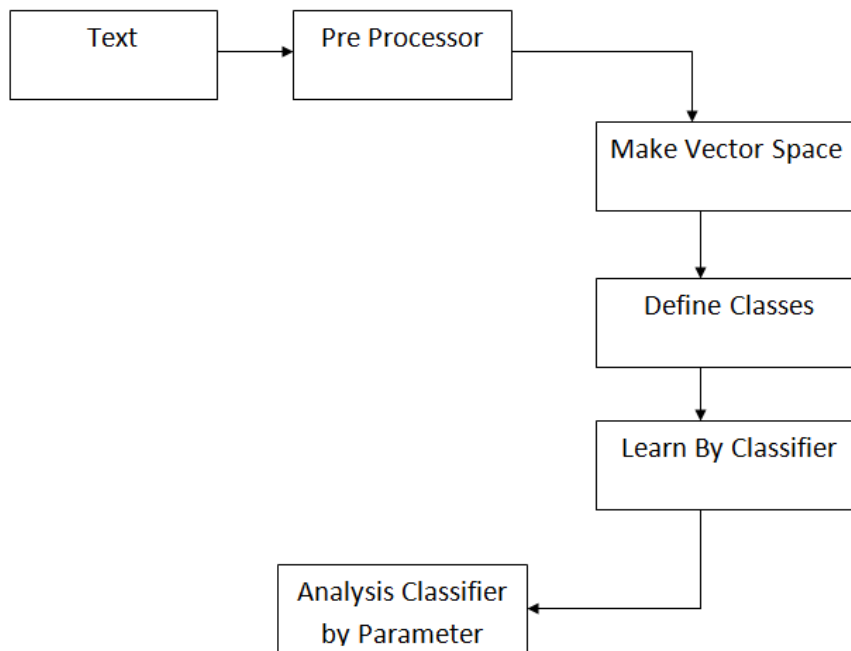 Text
Pre Processor
Make Vector Space
Define Classes
Learn By Classifier
Analysis Classifier
by Parameter